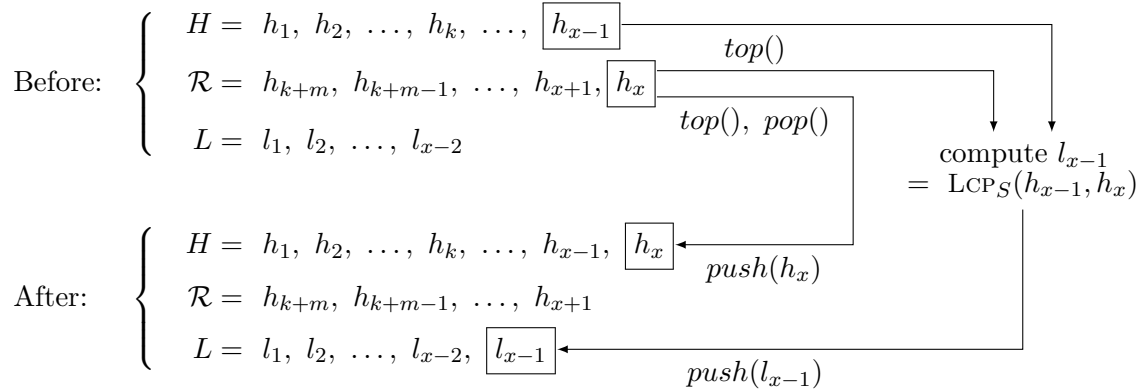 H = h_1, h_2, …, h_k, …, h_{x−1}
top()
Before: R = h_{k+m}, h_{k+m−1}, …, h_{x+1}, h_x
top(), pop()
L = l_1, l_2, …, l_{x−2}
compute l_{x−1}
= LCP_S(h_{x−1}, h_x)
H = h_1, h_2, …, h_k, …, h_{x−1}, h_x
push(h_x)
After: R = h_{k+m}, h_{k+m−1}, …, h_{x+1}
L = l_1, l_2, …, l_{x−2}, l_{x−1}
push(l_{x−1})